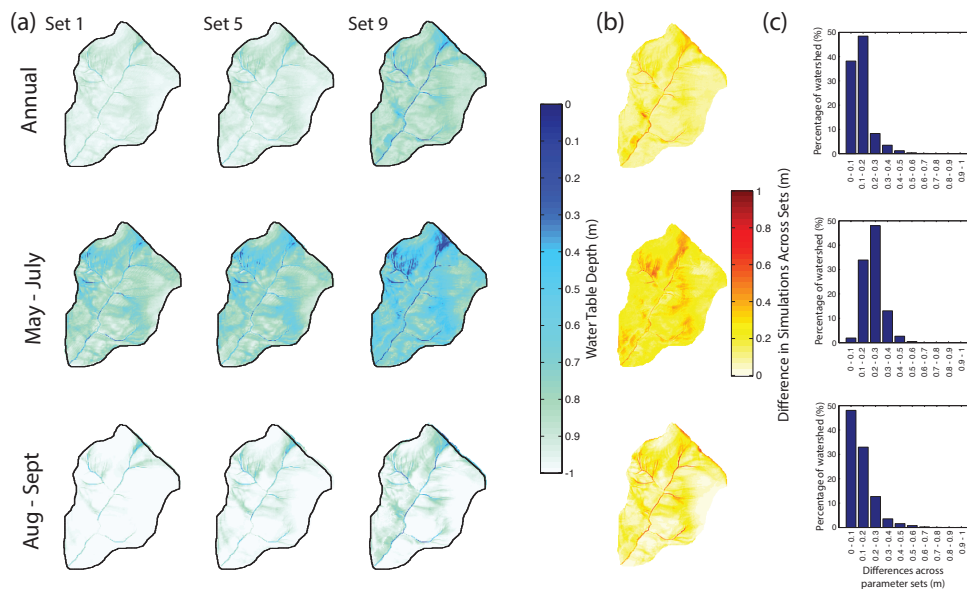 (a)
Set 1
Set 5
Set 9
(b)
(c)
Annual
May - July
Aug - Sept
0
0.1
0.2
0.3
0.4
0.5
0.6
0.7
0.8
0.9
-1
Water Table Depth (m)
1
0.8
0.6
0.4
0.2
0
Difference in Simulations Across Sets (m)
50
40
30
20
10
0
Percentage of watershed (%)
0 - 0.1
0.1 - 0.2
0.2 - 0.3
0.3 - 0.4
0.4 - 0.5
0.5 - 0.6
0.6 - 0.7
0.7 - 0.8
0.8 - 0.9
0.9 - 1
50
40
30
20
10
0
Percentage of watershed (%)
0 - 0.1
0.1 - 0.2
0.2 - 0.3
0.3 - 0.4
0.4 - 0.5
0.5 - 0.6
0.6 - 0.7
0.7 - 0.8
0.8 - 0.9
0.9 - 1
50
40
30
20
10
0
Percentage of watershed (%)
0 - 0.1
0.1 - 0.2
0.2 - 0.3
0.3 - 0.4
0.4 - 0.5
0.5 - 0.6
0.6 - 0.7
0.7 - 0.8
0.8 - 0.9
0.9 - 1
Differences across
parameter sets (m)